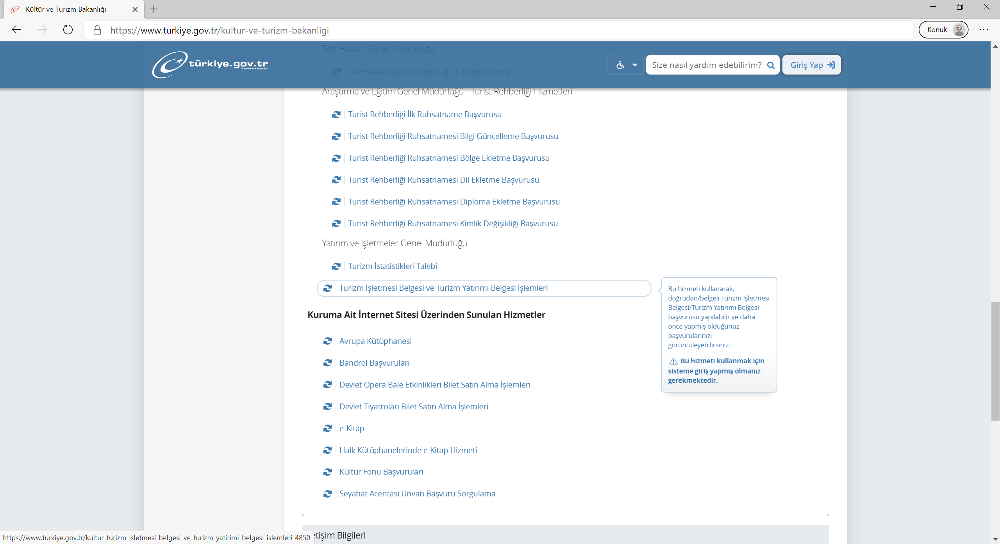 Kültür ve Turizm Bakanlığı
https://www.turkiye.gov.tr/kultur-ve-turizm-bakanligi
Konuk
Telif Hakları Genel Müdürlüğü
türkiye.gov.tr
"Devletin Kısayolu"
Size nasıl yardım edebilirim?
Giriş Yap
Telif Hakları Genel Müdürlüğü E-Belge Sistemi
Araştırma ve Eğitim Genel Müdürlüğü - Turist Rehberliği Hizmetleri
Turist Rehberliği İlk Ruhsatname Başvurusu
Turist Rehberliği Ruhsatnamesi Bilgi Güncelleme Başvurusu
Turist Rehberliği Ruhsatnamesi Bölge Ekletme Başvurusu
Turist Rehberliği Ruhsatnamesi Dil Ekletme Başvurusu
Turist Rehberliği Ruhsatnamesi Diploma Ekletme Başvurusu
Turist Rehberliği Ruhsatnamesi Kimlik Değişikliği Başvurusu
Yatırım ve İşletmeler Genel Müdürlüğü
Turizm İstatistikleri Talebi
Turizm İşletmesi Belgesi ve Turizm Yatırımı Belgesi İşlemleri
Bu hizmeti kullanarak,
doğrudan/belgeli Turizm İşletmesi
Belgesi/Turizm Yatırımı Belgesi
başvurusu yapılabilir ve daha
önce yapmış olduğunuz
başvurularınızı
görüntüleyebilirsiniz.
Bu hizmeti kullanmak için
sisteme giriş yapmış olmanız
gerekmektedir.
Kuruma Ait İnternet Sitesi Üzerinden Sunulan Hizmetler
Avrupa Kütüphanesi
Bandrol Başvuruları
Devlet Opera Bale Etkinlikleri Bilet Satın Alma İşlemleri
Devlet Tiyatroları Bilet Satın Alma İşlemleri
e-Kitap
Halk Kütüphanelerinde e-Kitap Hizmeti
Kültür Fonu Başvuruları
Seyahat Acentası Unvan Başvuru Sorgulama
etişim Bilgileri
https://www.turkiye.gov.tr/kultur-turizm-isletmesi-belgesi-ve-turizm-yatirimi-belgesi-islemleri-4850